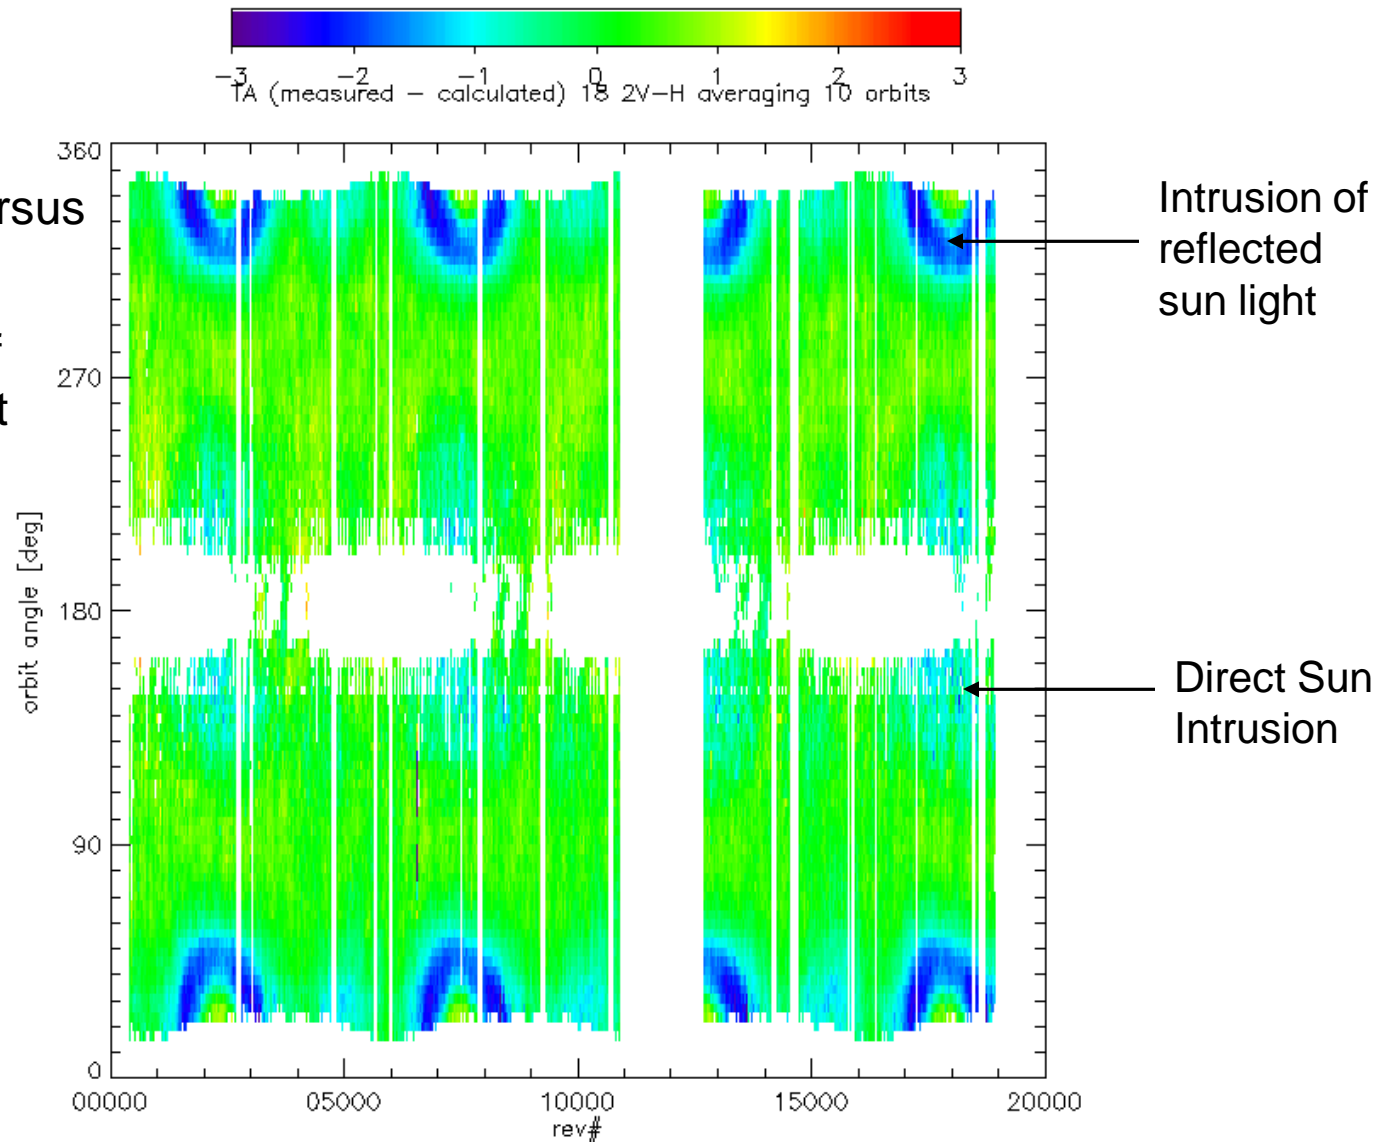 -3 -2 -1 0 1 2 3
TA (measured - calculated) 18 2V-H averaging 10 orbits
360
270
180
90
0
orbit angle [deg]
00000 05000 10000 15000 20000
rev#
Intrusion of
reflected
sun light
Direct Sun
Intrusion